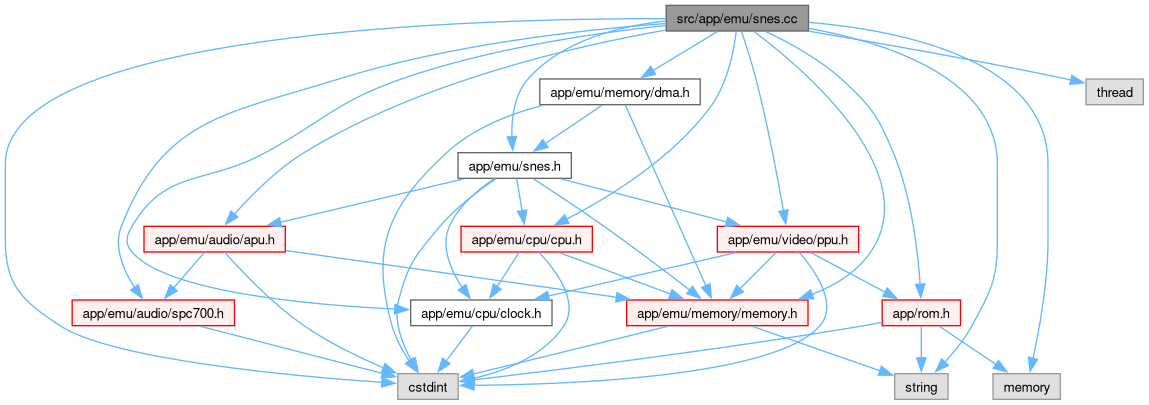 src/app/emu/snes.cc
app/emu/memory/dma.h
thread
app/emu/snes.h
app/emu/audio/apu.h
app/emu/cpu/cpu.h
app/emu/video/ppu.h
app/emu/audio/spc700.h
app/emu/cpu/clock.h
app/emu/memory/memory.h
app/rom.h
cstdint
string
memory